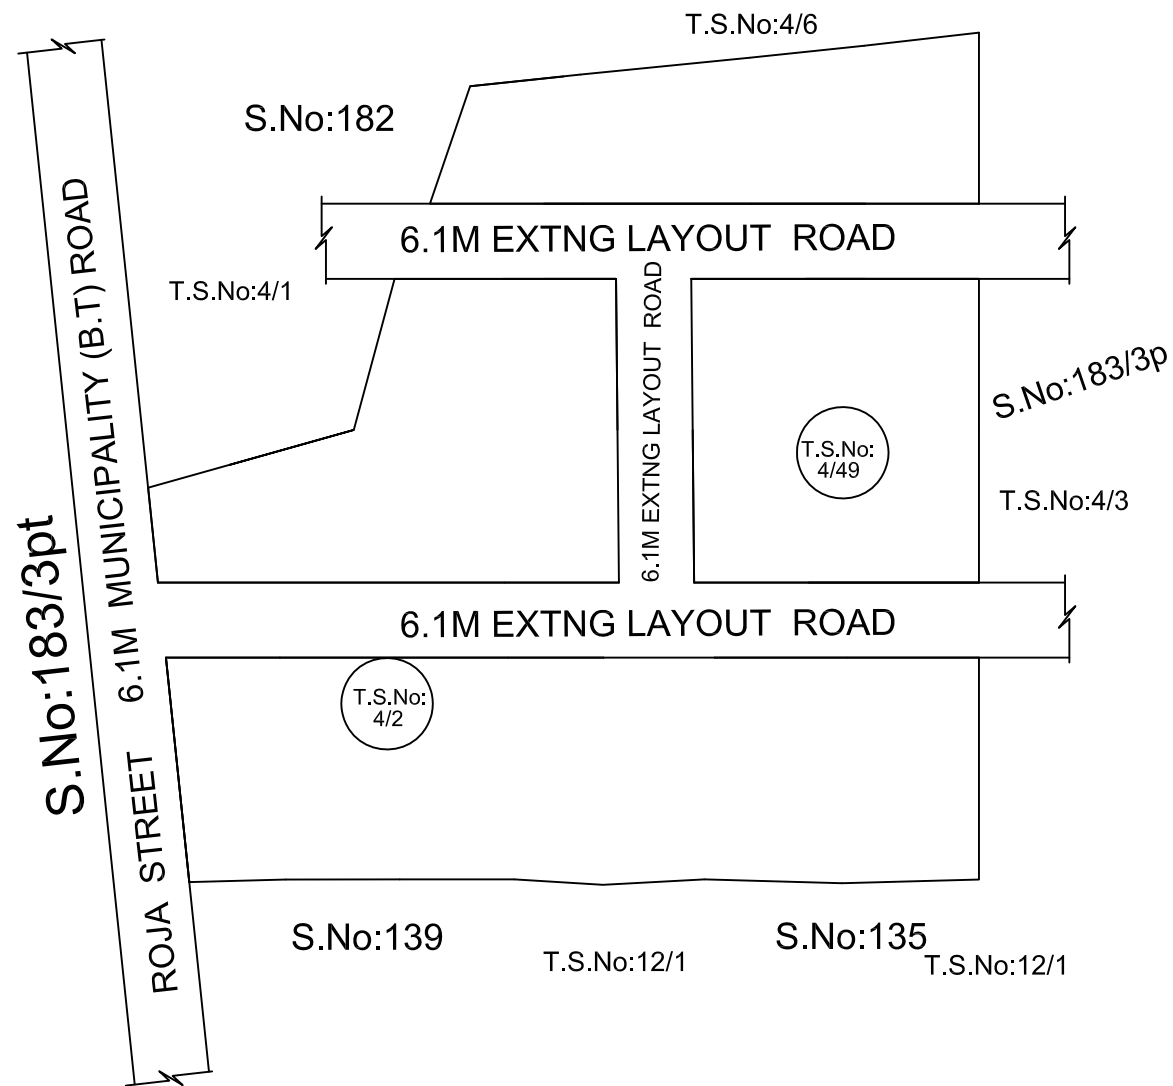 T.S.No:4/6
S.No:182
6.1M EXTNG LAYOUT ROAD
T.S.No:4/1
6.1M EXTNG LAYOUT ROAD
S.No:183/3p
T.S.No:
4/49
T.S.No:4/3
S.No:183/3pt
ROJA STREET 6.1M MUNICIPALITY (B.T) ROAD
6.1M EXTNG LAYOUT ROAD
T.S.No:
4/2
S.No:139
T.S.No:12/1
S.No:135
T.S.No:12/1